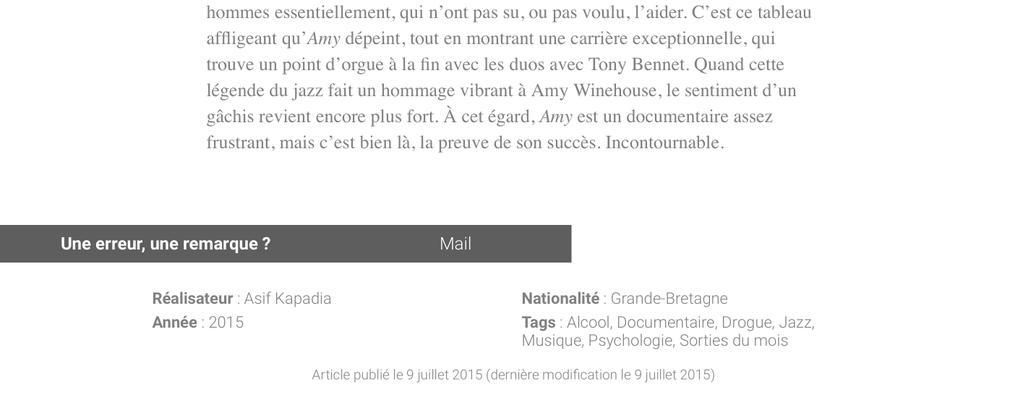 hommes essentiellement, qui n’ont pas su, ou pas voulu, l’aider. C’est ce tableau
affligeant qu’Amy dépeint, tout en montrant une carrière exceptionnelle, qui
trouve un point d’orgue à la fin avec les duos avec Tony Bennet. Quand cette
légende du jazz fait un hommage vibrant à Amy Winehouse, le sentiment d’un
gâchis revient encore plus fort. À cet égard, Amy est un documentaire assez
frustrant, mais c’est bien là, la preuve de son succès. Incontournable.
Une erreur, une remarque ? Mail
Réalisateur : Asif Kapadia
Année : 2015
Nationalité : Grande-Bretagne
Tags : Alcool, Documentaire, Drogue, Jazz,
Musique, Psychologie, Sorties du mois
Article publié le 9 juillet 2015 (dernière modification le 9 juillet 2015)